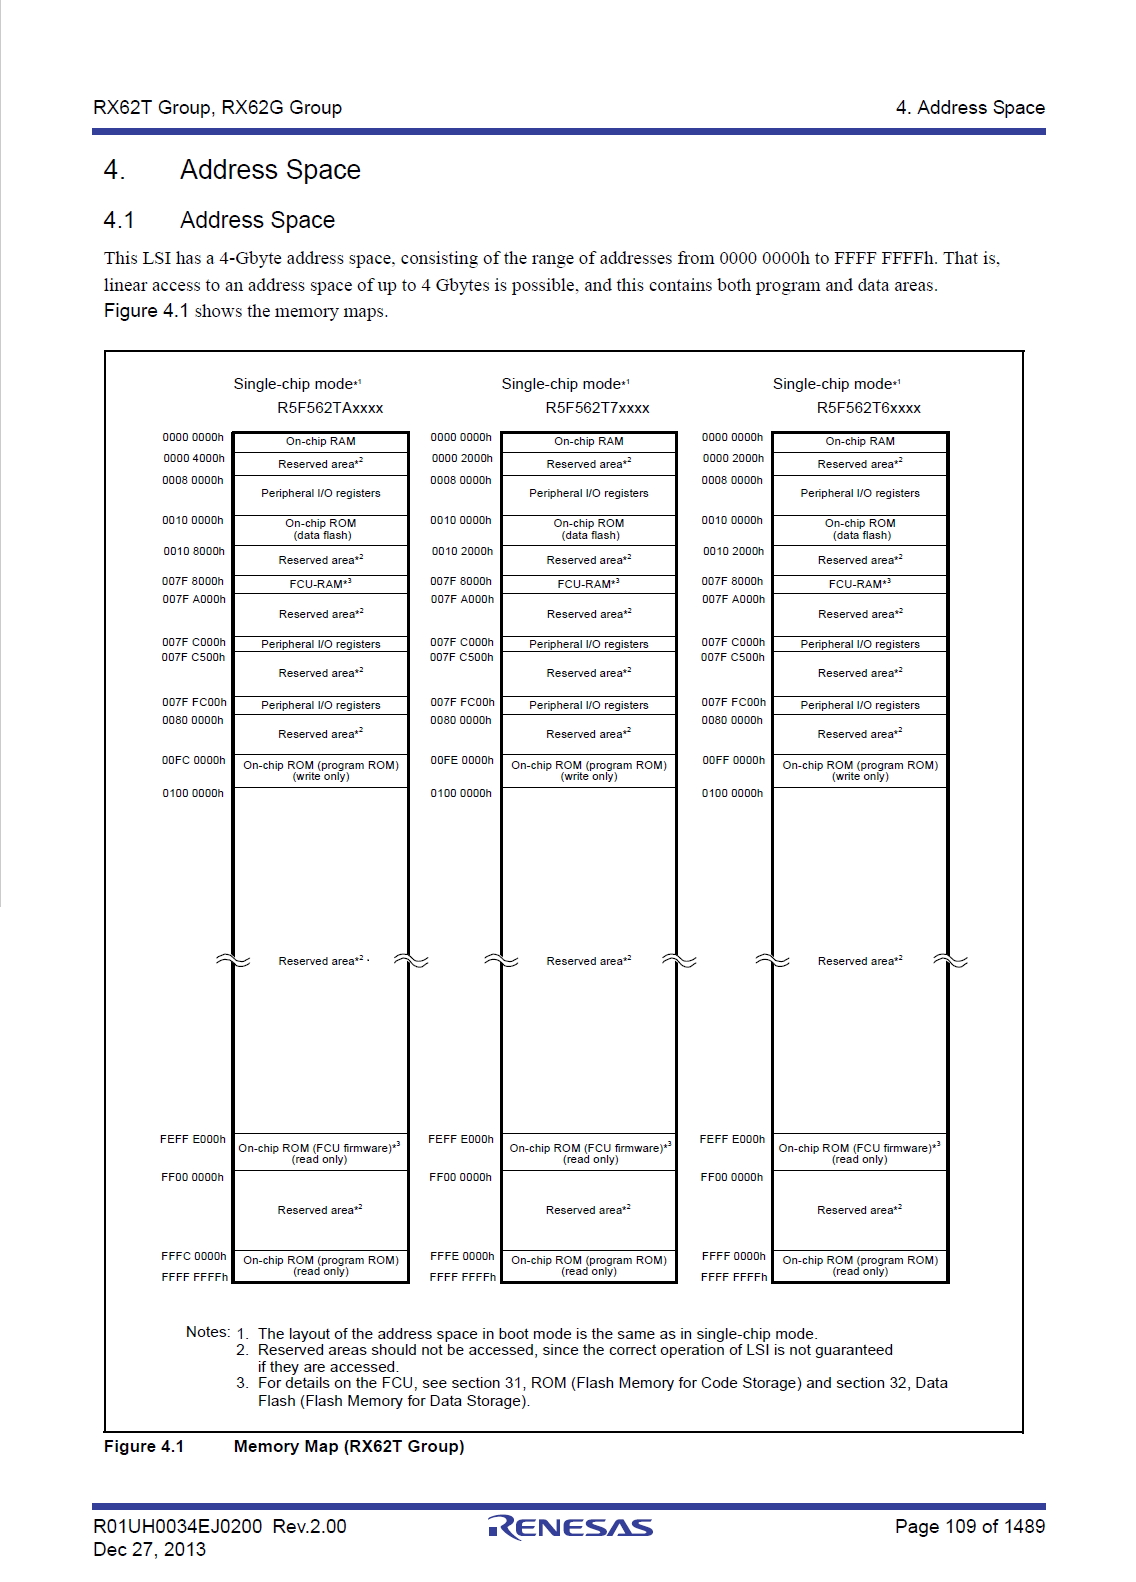 RX62T Group, RX62G Group 4. Address Space
4. Address Space
4.1 Address Space
This LSI has a 4-Gbyte address space, consisting of the range of addresses from 0000 0000h to FFFF FFFFh. That is,
linear access to an address space of up to 4 Gbytes is possible, and this contains both program and data areas.
Figure 4.1 shows the memory maps.
Single-chip mode*1 Single-chip mode*1 Single-chip mode*1
R5F562TAxxxx R5F562T7xxxx R5F562T6xxxx
0000 0000h On-chip RAM 0000 0000h On-chip RAM 0000 0000h On-chip RAM
0000 4000h Reserved area*2 0000 2000h Reserved area*2 0000 2000h Reserved area*2
0008 0000h Peripheral I/O registers 0008 0000h Peripheral I/O registers 0008 0000h Peripheral I/O registers
0010 0000h On-chip ROM 0010 0000h On-chip ROM 0010 0000h On-chip ROM
(data flash) (data flash) (data flash)
0010 8000h Reserved area*2 0010 2000h Reserved area*2 0010 2000h Reserved area*2
007F 8000h FCU-RAM*3 007F 8000h FCU-RAM*3 007F 8000h FCU-RAM*3
007F A000h Reserved area*2 007F A000h Reserved area*2 007F A000h Reserved area*2
007F C000h Peripheral I/O registers 007F C000h Peripheral I/O registers 007F C000h Peripheral I/O registers
007F C500h Reserved area*2 007F C500h Reserved area*2 007F C500h Reserved area*2
007F FC00h Peripheral I/O registers 007F FC00h Peripheral I/O registers 007F FC00h Peripheral I/O registers
0080 0000h Reserved area*2 0080 0000h Reserved area*2 0080 0000h Reserved area*2
00FC 0000h On-chip ROM (program ROM) 00FE 0000h On-chip ROM (program ROM) 00FF 0000h On-chip ROM (program ROM)
(write only) (write only) (write only)
0100 0000h 0100 0000h 0100 0000h
Reserved area*2 Reserved area*2 Reserved area*2
FEFF E000h On-chip ROM (FCU firmware)*3 FEFF E000h On-chip ROM (FCU firmware)*3 FEFF E000h On-chip ROM (FCU firmware)*3
(read only) (read only) (read only)
FF00 0000h FF00 0000h FF00 0000h
Reserved area*2 Reserved area*2 Reserved area*2
FFFC 0000h On-chip ROM (program ROM) FFFE 0000h On-chip ROM (program ROM) FFFF 0000h On-chip ROM (program ROM)
FFFF FFFFh (read only) FFFF FFFFh (read only) FFFF FFFFh (read only)
Notes: 1. The layout of the address space in boot mode is the same as in single-chip mode.
2. Reserved areas should not be accessed, since the correct operation of LSI is not guaranteed
if they are accessed.
3. For details on the FCU, see section 31, ROM (Flash Memory for Code Storage) and section 32, Data
Flash (Flash Memory for Data Storage).
Figure 4.1 Memory Map (RX62T Group)
R01UH0034EJ0200 Rev.2.00 RENESAS Page 109 of 1489
Dec 27, 2013